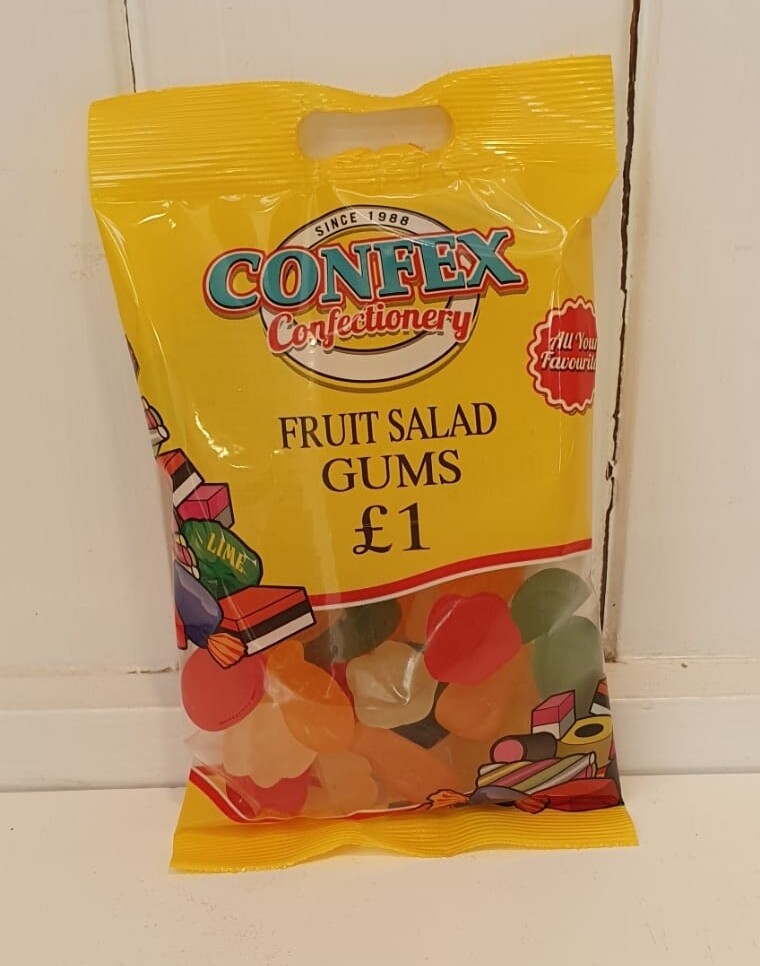 SINCE 1988
CONFEX
Confectionery
All Your
Favourite
FRUIT SALAD
GUMS
£1
LIME